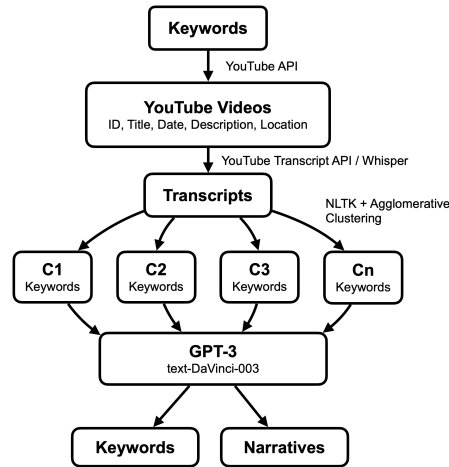 Keywords
YouTube API
YouTube Videos
ID, Title, Date, Description, Location
YouTube Transcript API / Whisper
Transcripts
NLTK + Agglomerative
Clustering
C1
Keywords
C2
Keywords
C3
Keywords
Cn
Keywords
GPT-3
text-DaVinci-003
Keywords
Narratives